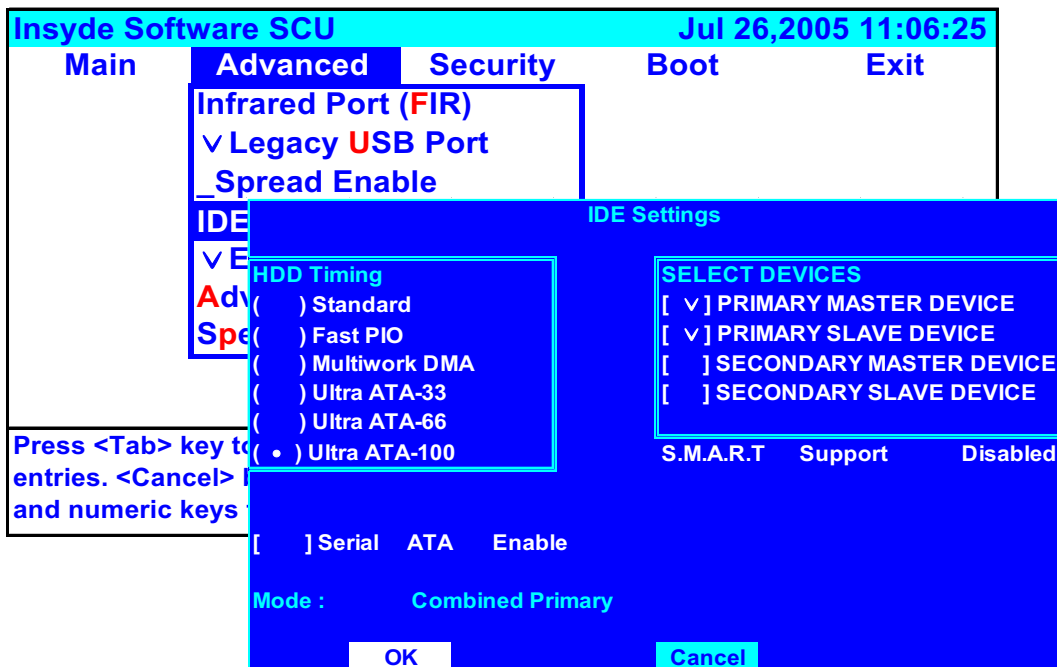 Insyde Software SCU Jul 26,2005 11:06:25
Main Advanced Security Boot Exit
Infrared Port (FIR)
∨ Legacy USB Port
_Spread Enable
IDE
∨ E
Adv
Spe
Press <Tab> key to
entries. <Cancel>
and numeric keys
IDE Settings
HDD Timing
( ) Standard
( ) Fast PIO
( ) Multiwork DMA
( ) Ultra ATA-33
( ) Ultra ATA-66
( • ) Ultra ATA-100
SELECT DEVICES
[ ∨ ] PRIMARY MASTER DEVICE
[ ∨ ] PRIMARY SLAVE DEVICE
[ ] SECONDARY MASTER DEVICE
[ ] SECONDARY SLAVE DEVICE
S.M.A.R.T Support Disabled
[ ] Serial ATA Enable
Mode : Combined Primary
OK Cancel